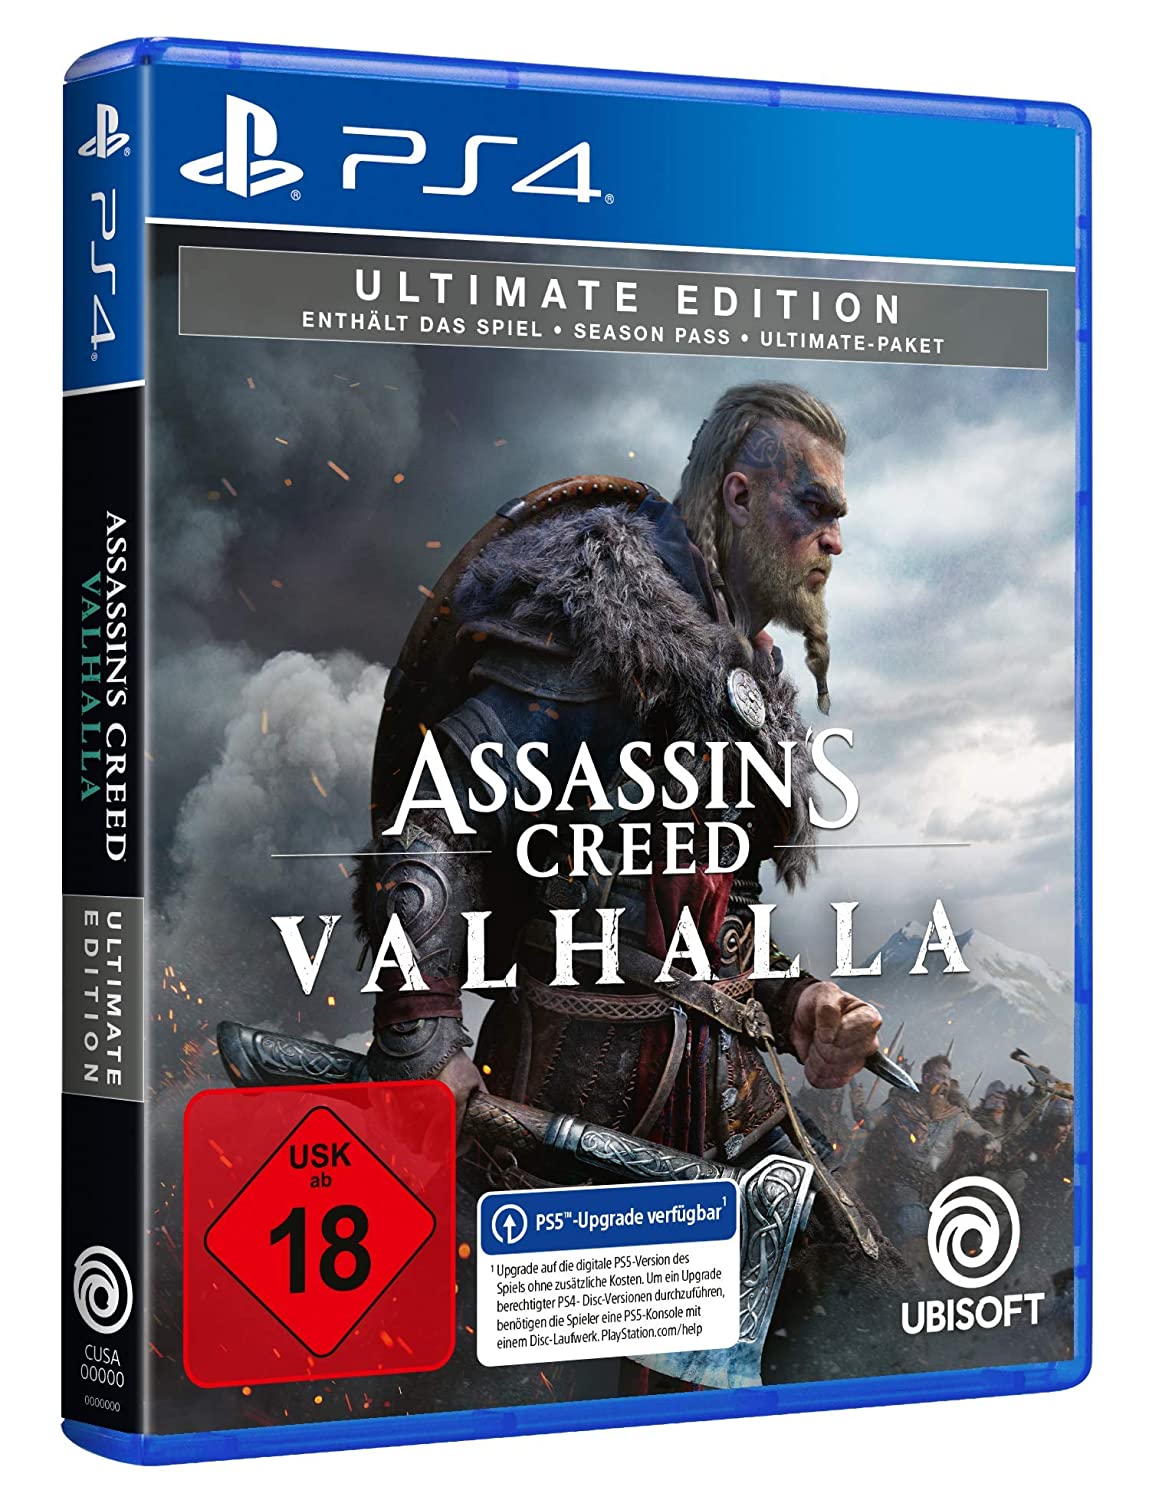 PS4
ULTIMATE EDITION
ENTHÄLT DAS SPIEL • SEASON PASS • ULTIMATE-PAKET
ASSASSIN'S
CREED®
VALHALLA
USK
ab
18
PS5™-Upgrade verfügbar¹
¹ Upgrade auf die digitale PS5-Version des
Spiels ohne zusätzliche Kosten. Um ein Upgrade
berechtigter PS4- Disc-Versionen durchzuführen,
benötigen die Spieler eine PS5-Konsole mit
einem Disc-Laufwerk. PlayStation.com/help
UBISOFT
PS4
ASSASSIN'S CREED
VALHALLA
ULTIMATE
EDITION
CUSA
00000
0000000